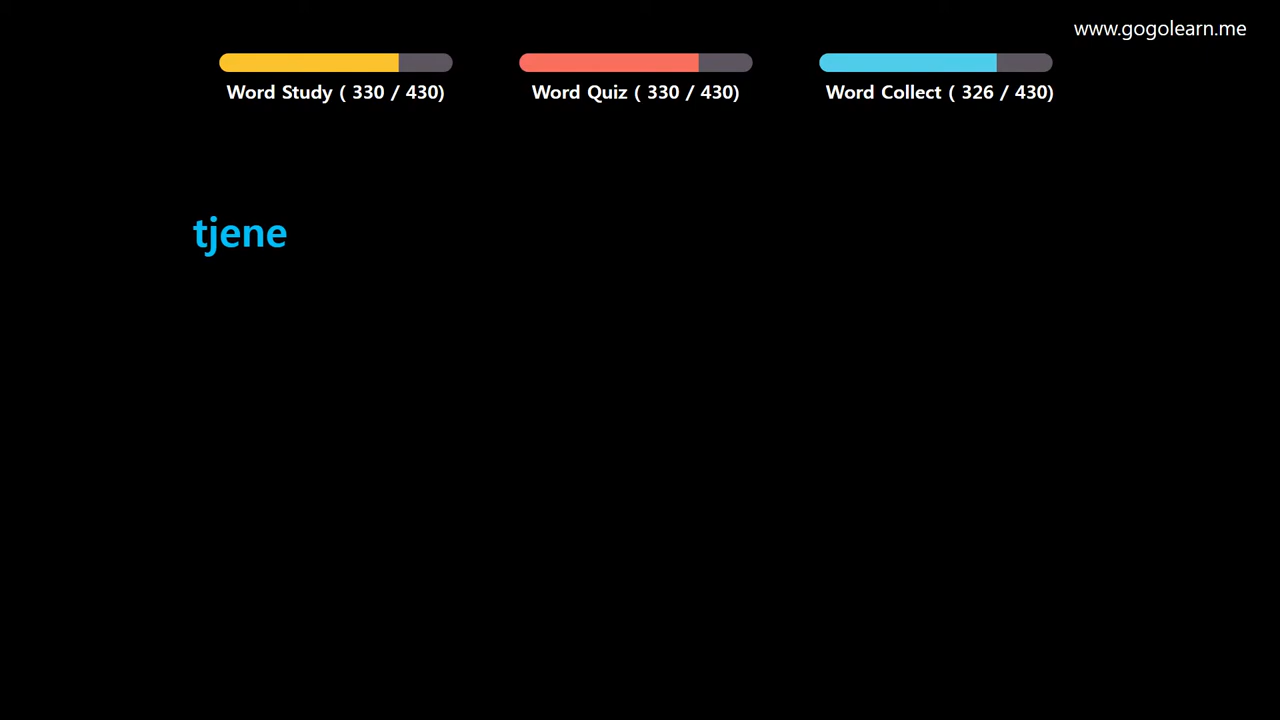 www.gogolearn.me
Word Study ( 330 / 430)
Word Quiz ( 330 / 430)
Word Collect ( 326 / 430)
tjene